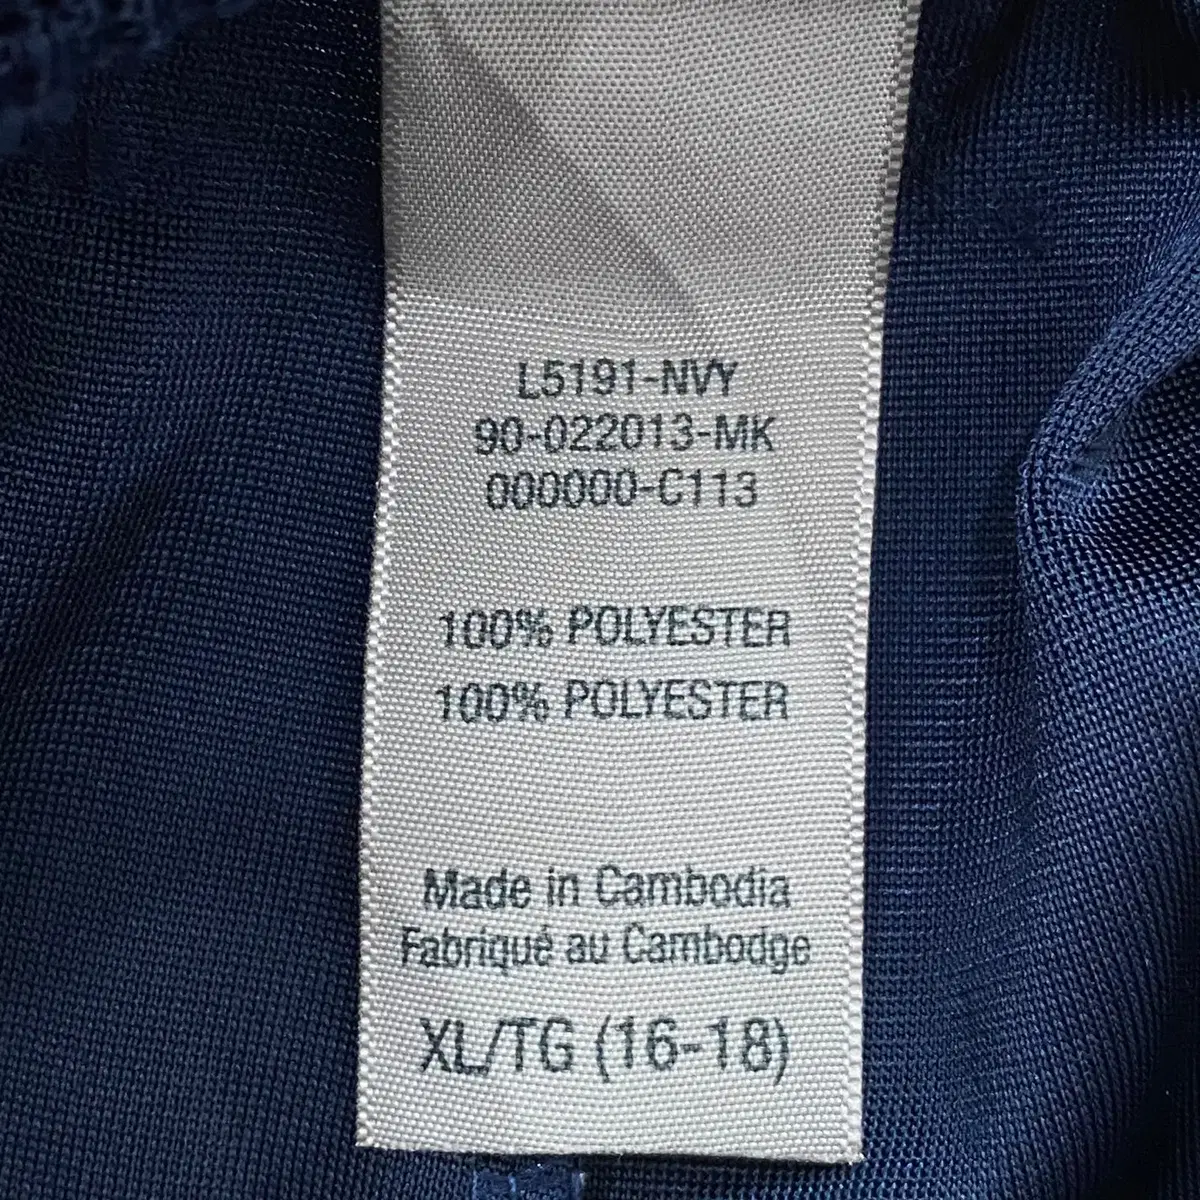 L5191-NVY
90-022013-MK
000000-C113
100% POLYESTER
100% POLYESTER
Made in Cambodia
Fabriqué au Cambodge
XL/TG (16-18)